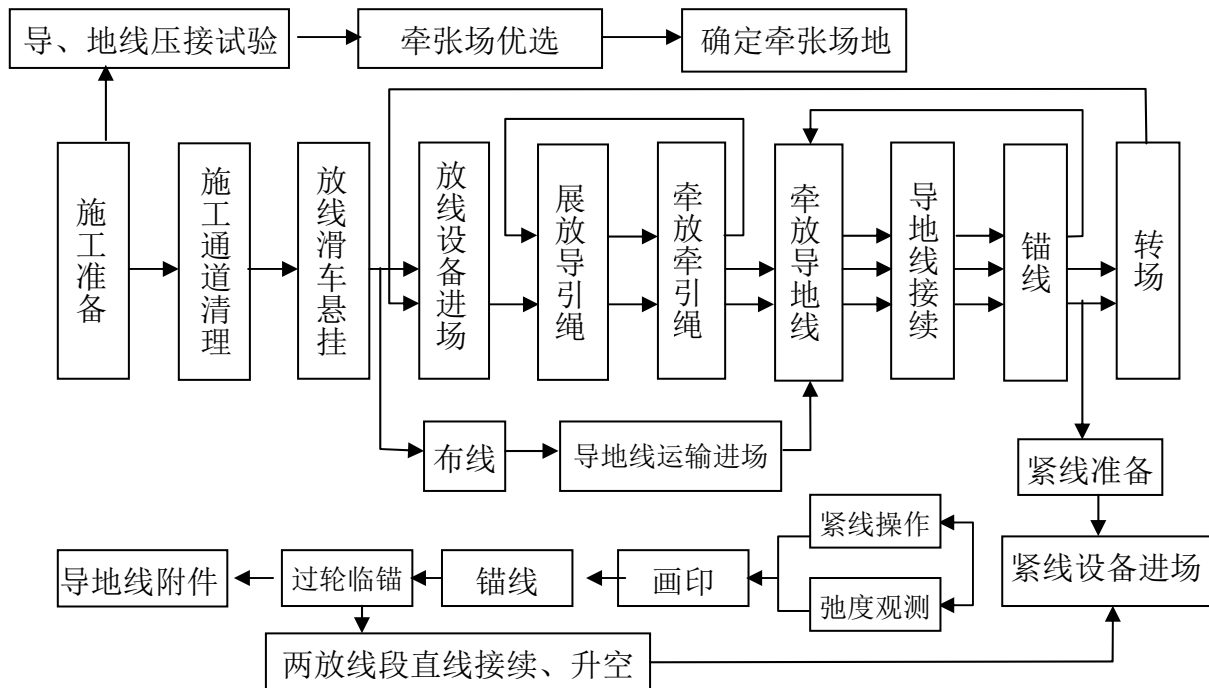 导、地线压接试验
牵张场优选
确定牵张场地
施工准备
施工通道清理
放线滑车悬挂
放线设备进场
展放导引绳
牵放牵引绳
牵放导地线
导地线接续
锚线
转场
布线
导地线运输进场
紧线准备
紧线操作
导地线附件
过轮临锚
锚线
画印
紧线设备进场
弛度观测
两放线段直线接续、升空